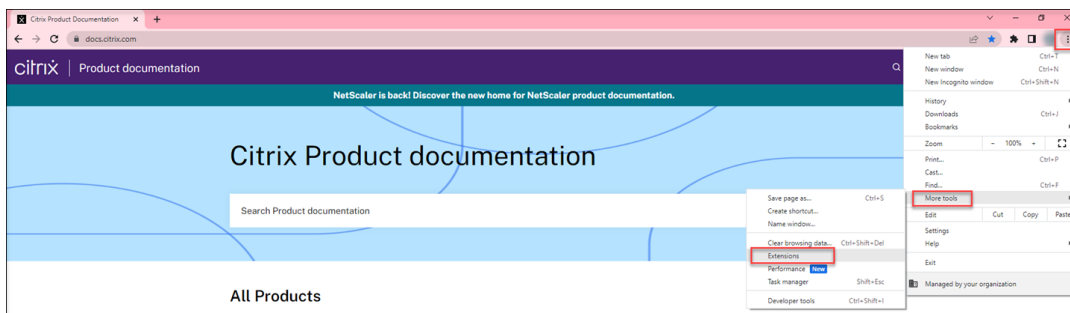 Citrix Product Documentation
docs.citrix.com
citrix | Product documentation
NetScaler is back! Discover the new home for NetScaler product documentation.
Citrix Product documentation
Search Product documentation
All Products
New tab Ctrl+T
New window Ctrl+N
New Incognito window Ctrl+Shift+N
History
Downloads Ctrl+J
Bookmarks
Zoom - 100% +
Print... Ctrl+P
Cast...
Find... Ctrl+F
More tools
Edit Cut Copy Paste
Settings
Help
Exit
Managed by your organization
Save page as... Ctrl+S
Create shortcut...
Name window...
Clear browsing data... Ctrl+Shift+Del
Extensions
Performance New
Task manager Shift+Esc
Developer tools Ctrl+Shift+I